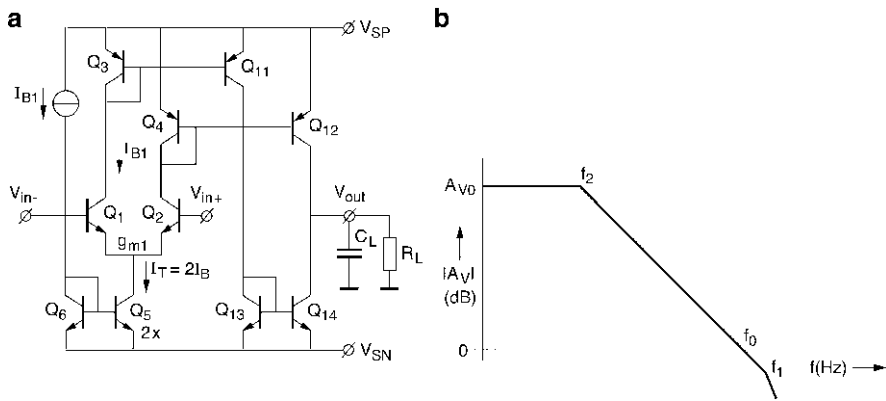 a
b
V_SP
Q_3
Q_11
I_B1
Q_4
Q_12
I_B1
V_in-
Q_1
Q_2
V_in+
V_out
g_m1
C_L
R_L
I_T = 2I_B
Q_6
Q_5
2x
Q_13
Q_14
V_SN
A_V0
f_2
|A_V|
(dB)
0
f_0
f_1
f(Hz)